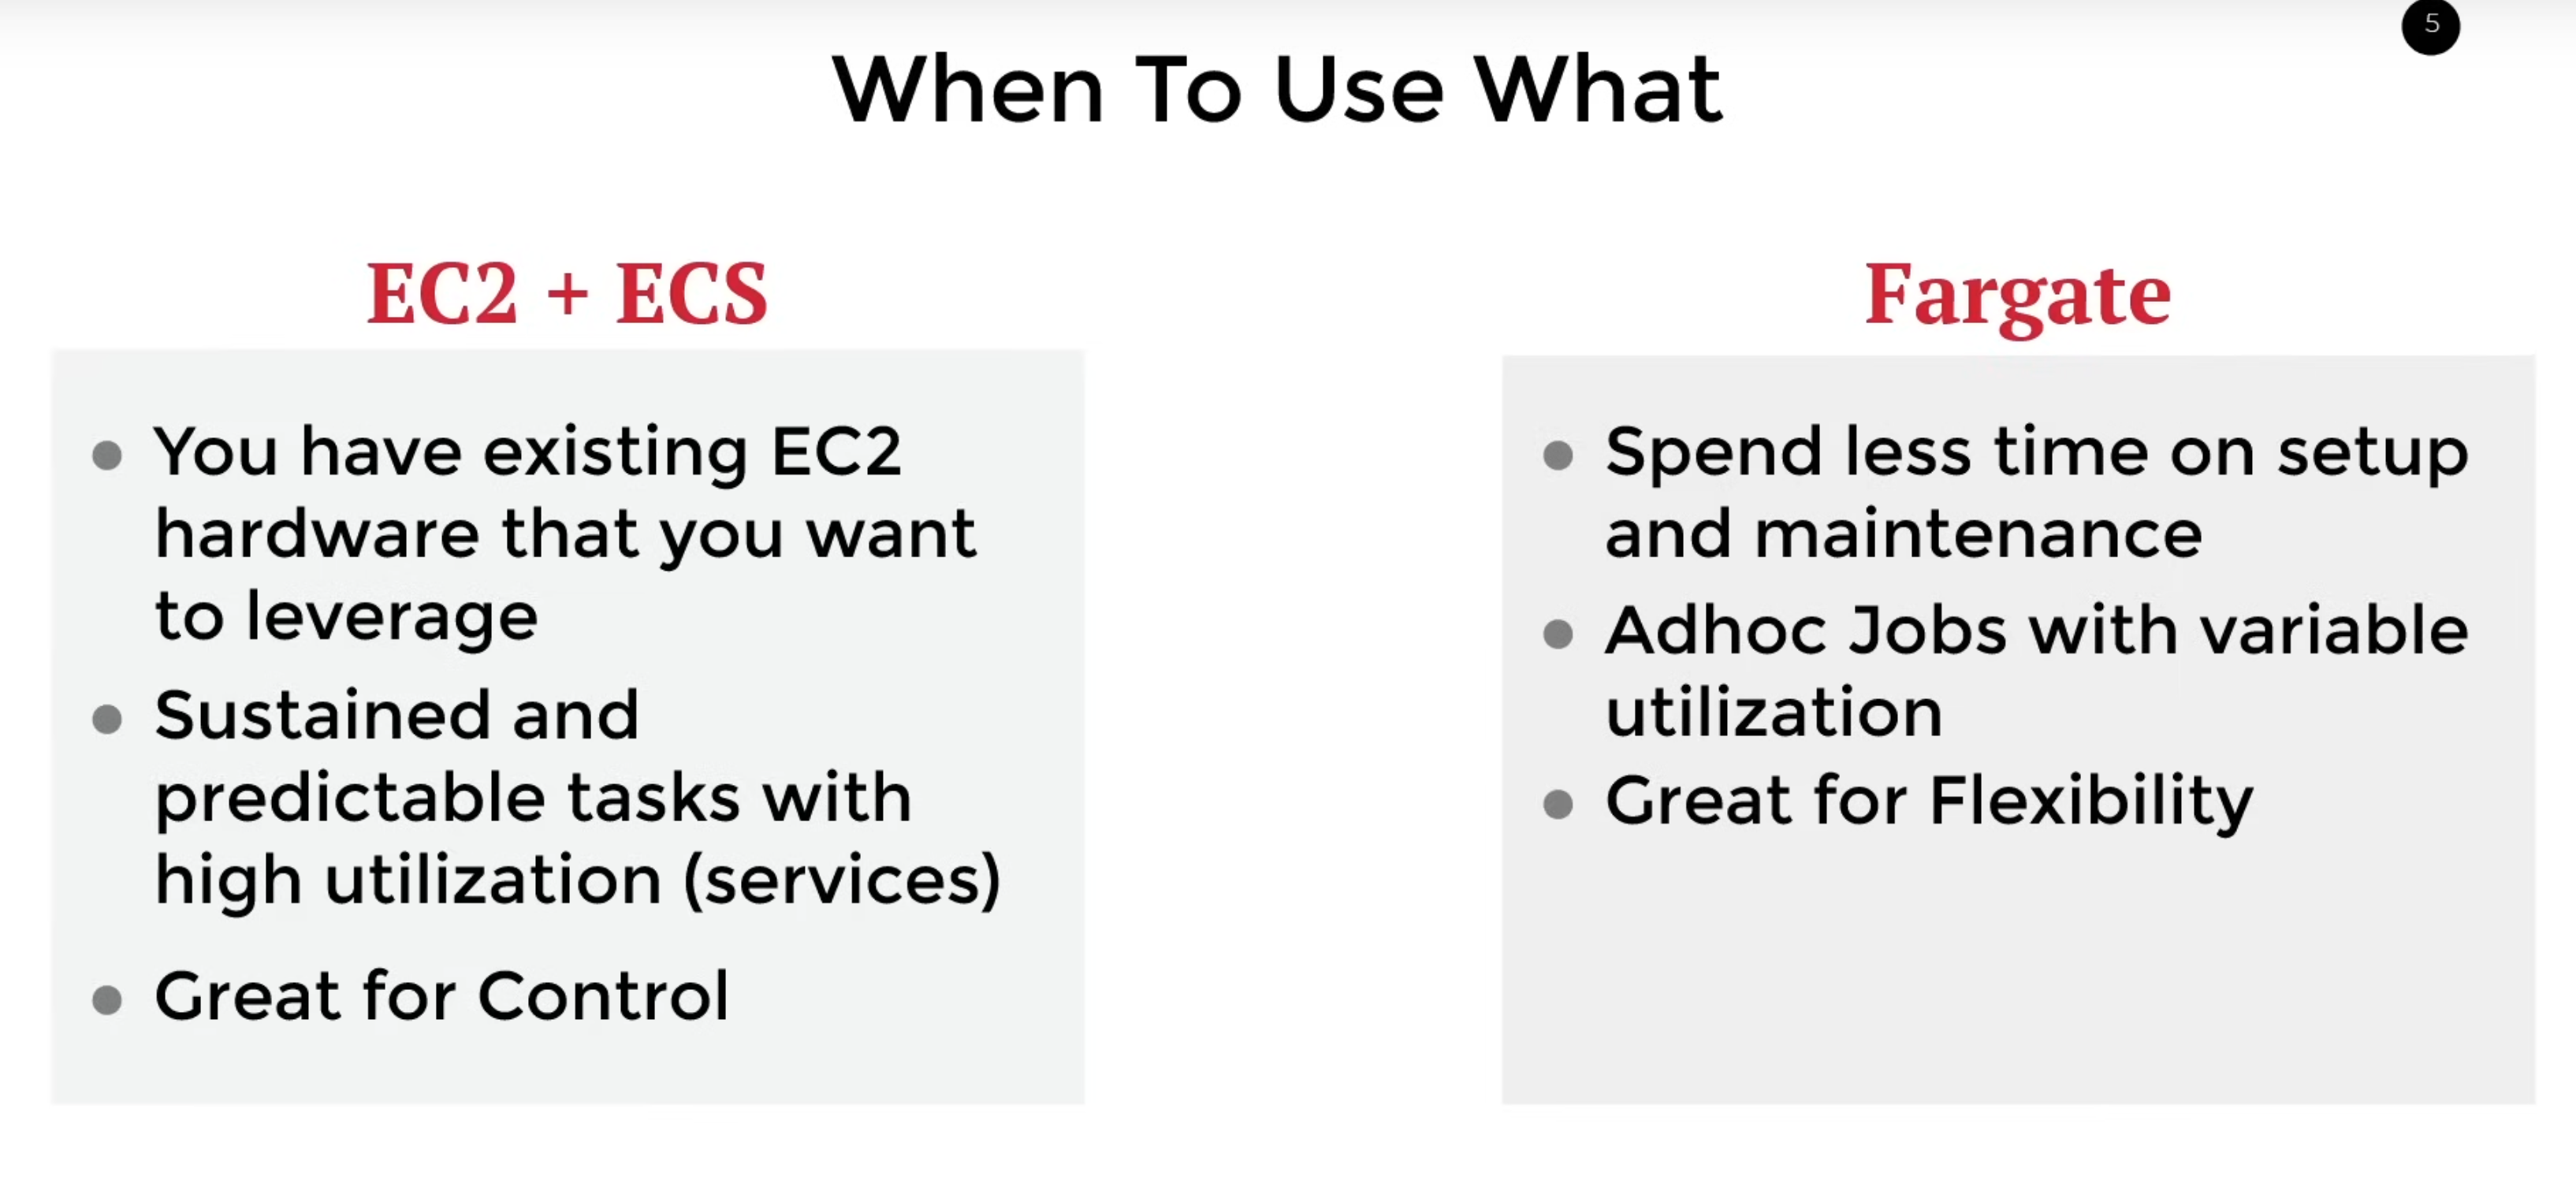 5
When To Use What
EC2 + ECS
You have existing EC2
hardware that you want
to leverage
Sustained and
predictable tasks with
high utilization (services)
Great for Control
Fargate
Spend less time on setup
and maintenance
Adhoc Jobs with variable
utilization
Great for Flexibility